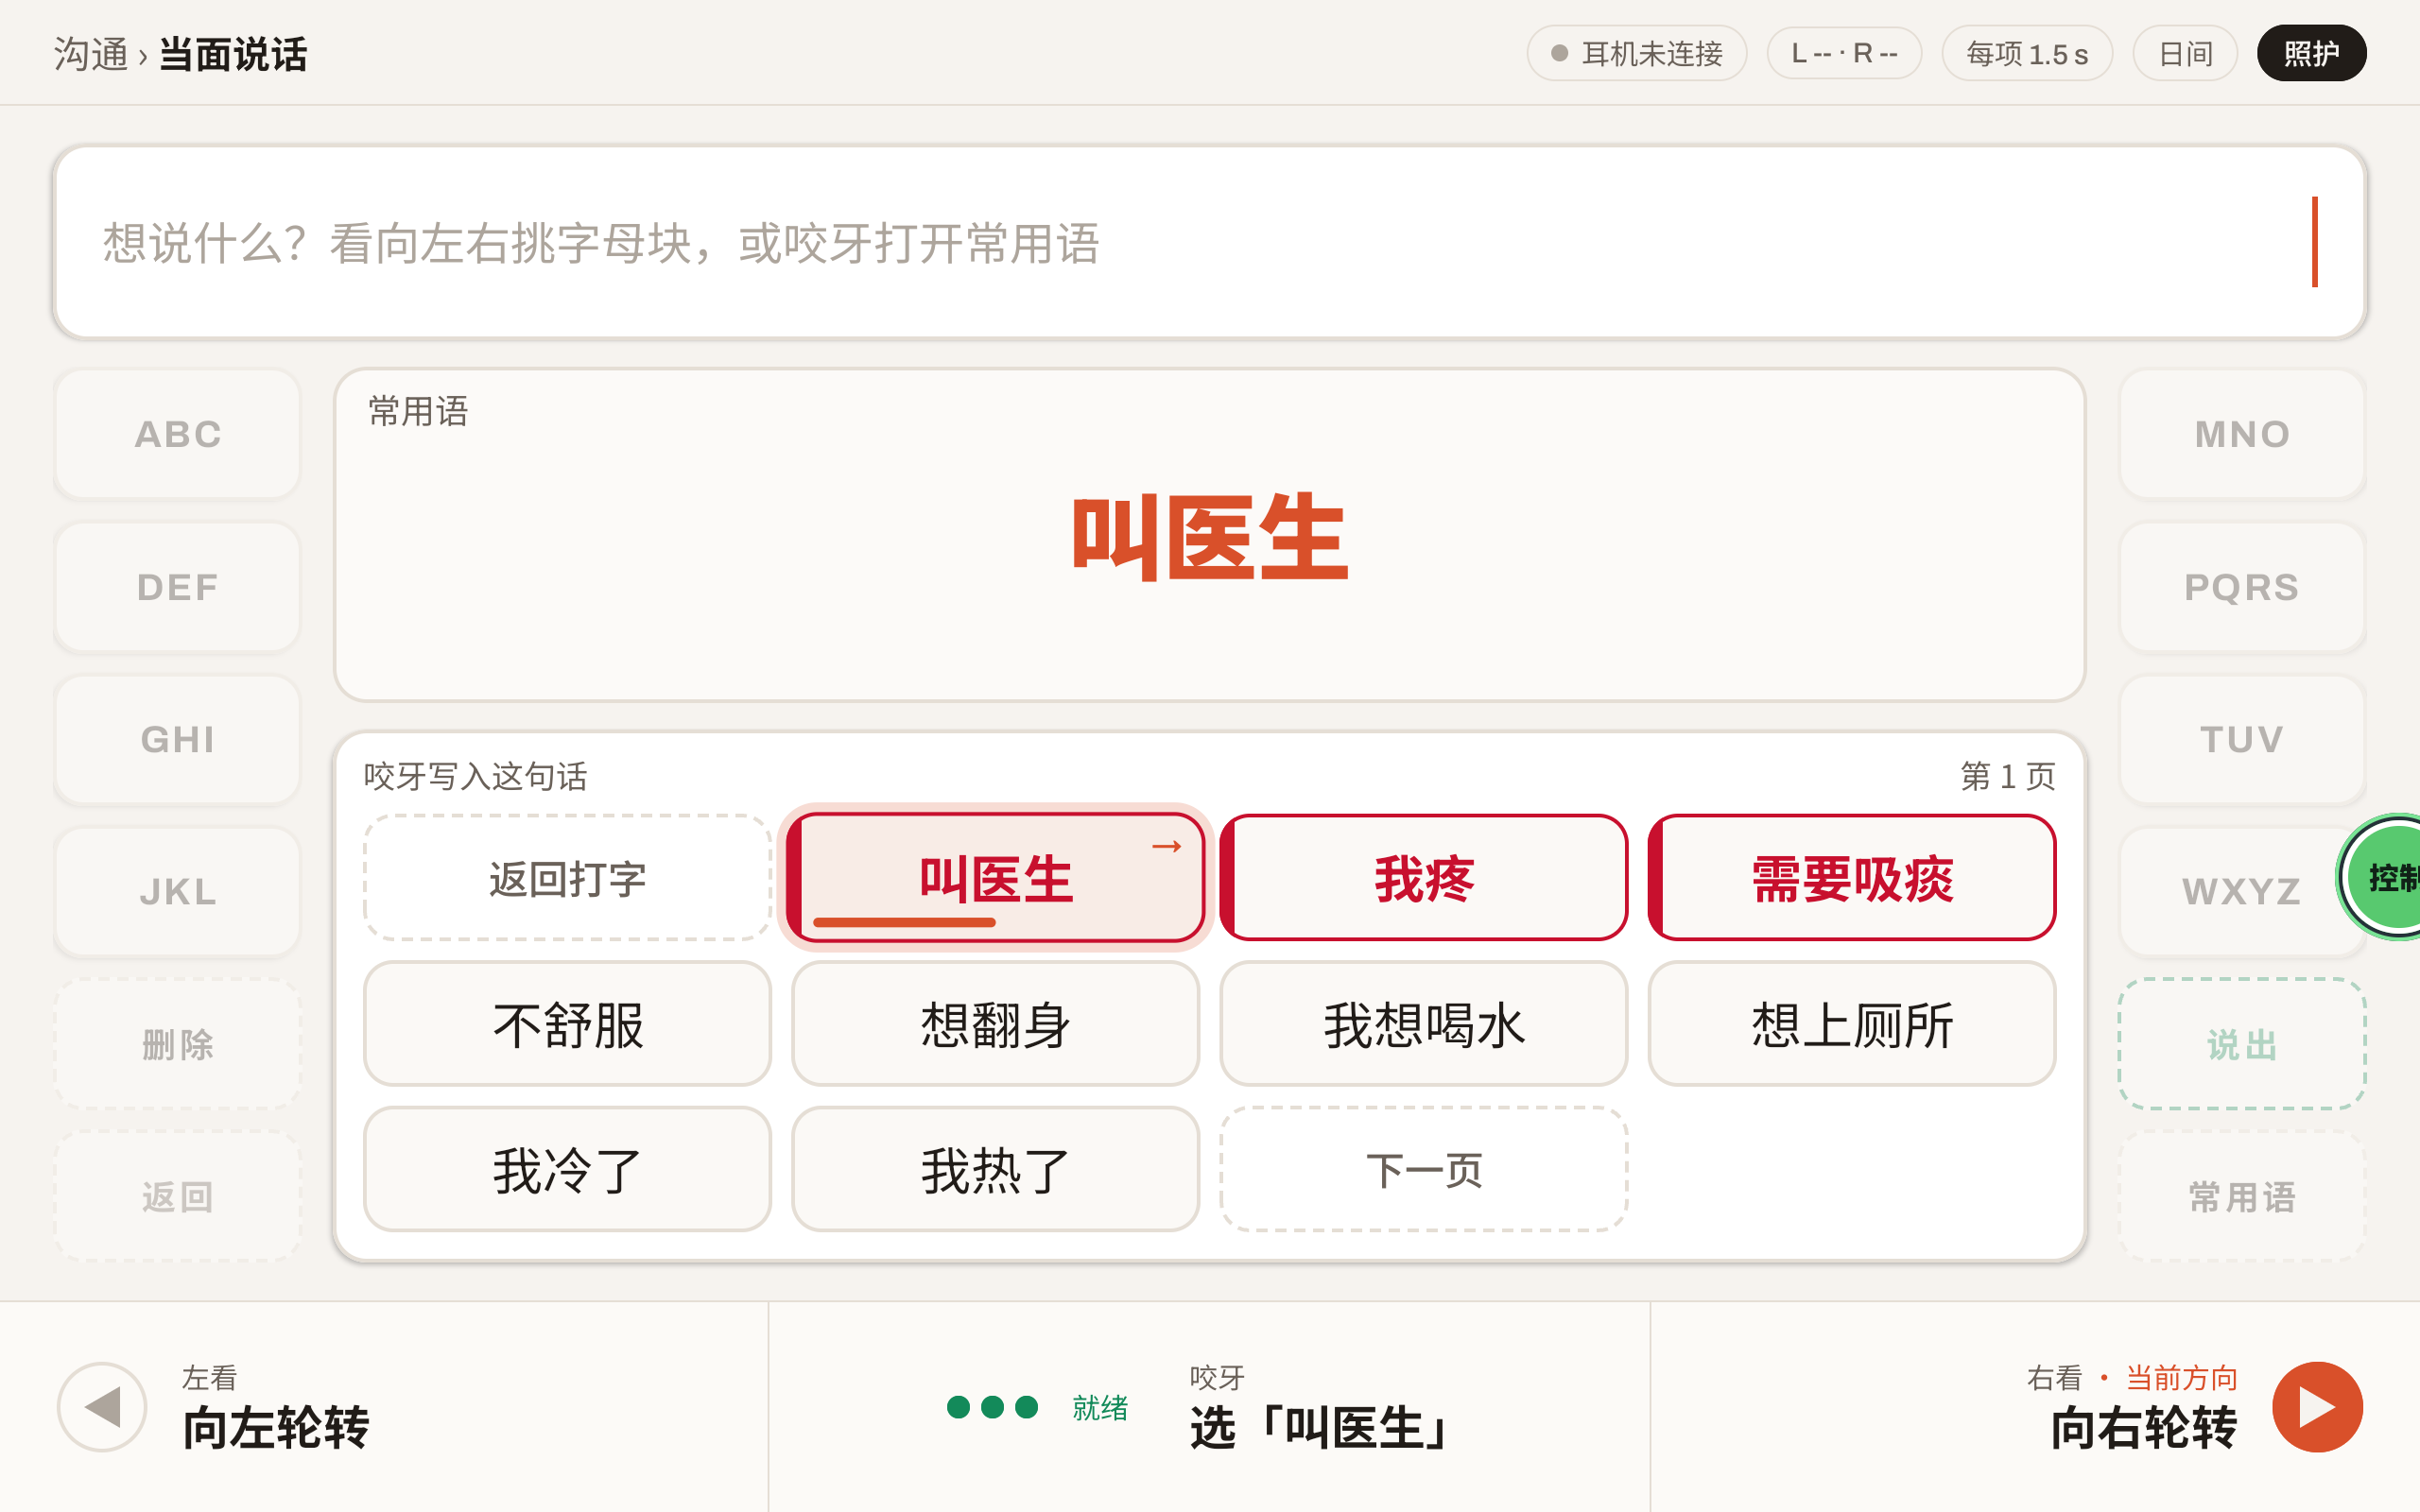 沟通 › 当面说话
耳机未连接
L -- · R --
每项 1.5 s
日间
照护
想说什么？看向左右挑字母块，或咬牙打开常用语
ABC
DEF
GHI
JKL
删除
返回
常用语
叫医生
咬牙写入这句话
第 1 页
返回打字
叫医生
→
我疼
需要吸痰
不舒服
想翻身
我想喝水
想上厕所
我冷了
我热了
下一页
MNO
PQRS
TUV
WXYZ
控制
说出
常用语
左看
向左轮转
就绪
咬牙
选「叫医生」
右看 · 当前方向
向右轮转